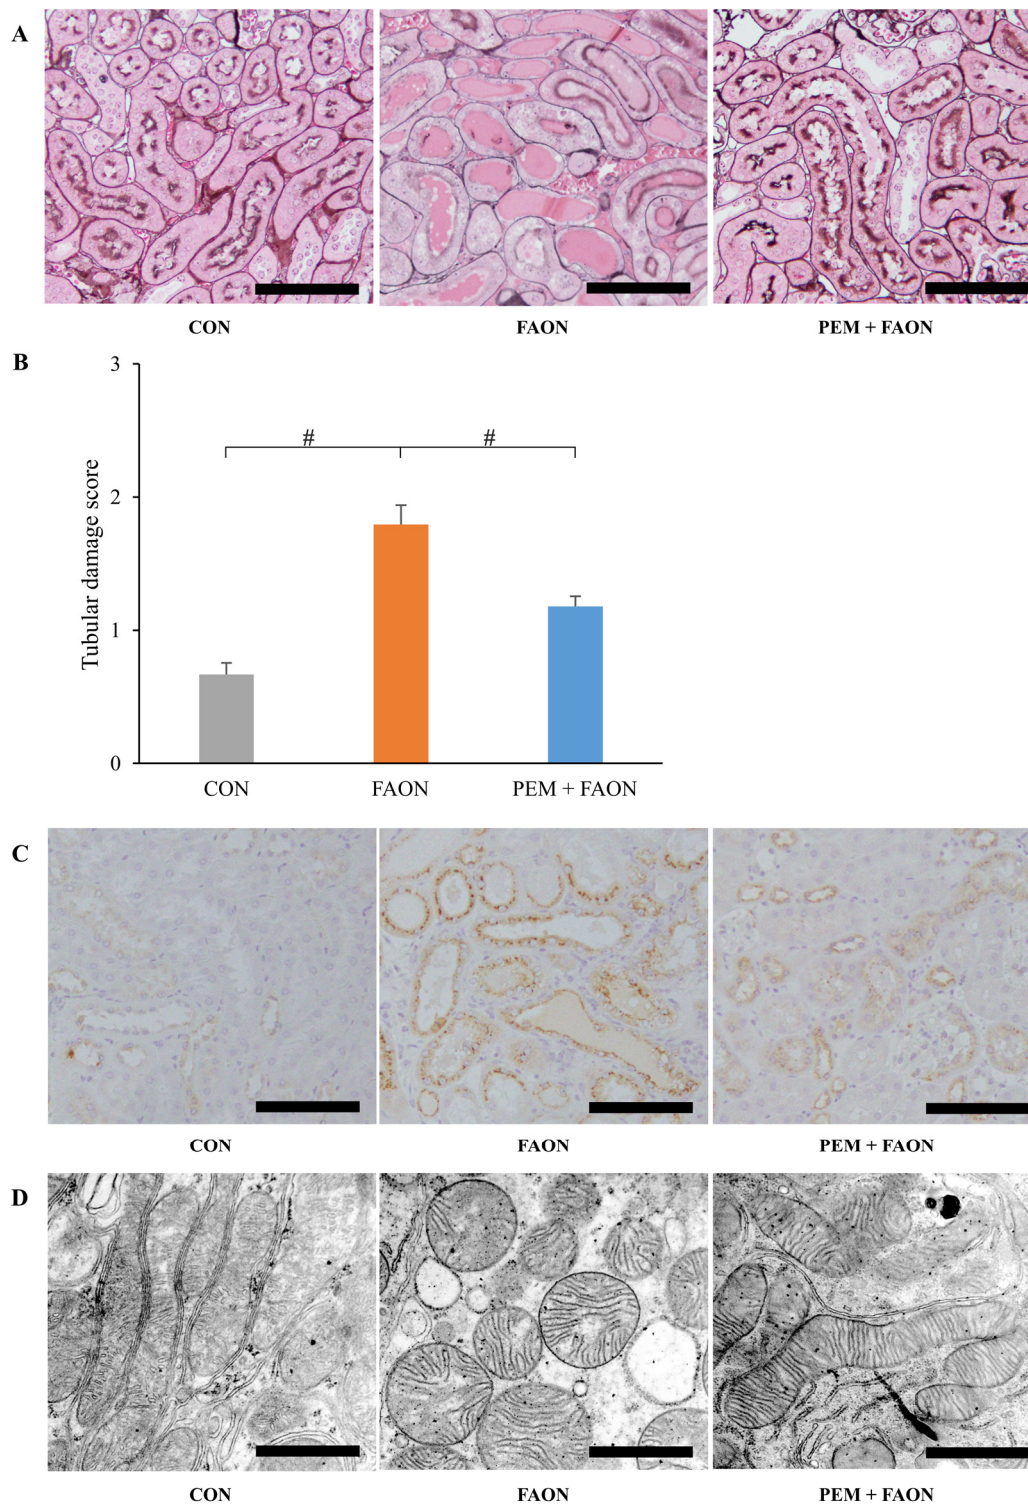 A
CON FAON PEM + FAON
B
3
# #
2
1
0
Tubular damage score
CON FAON PEM + FAON
C
CON FAON PEM + FAON
D
CON FAON PEM + FAON